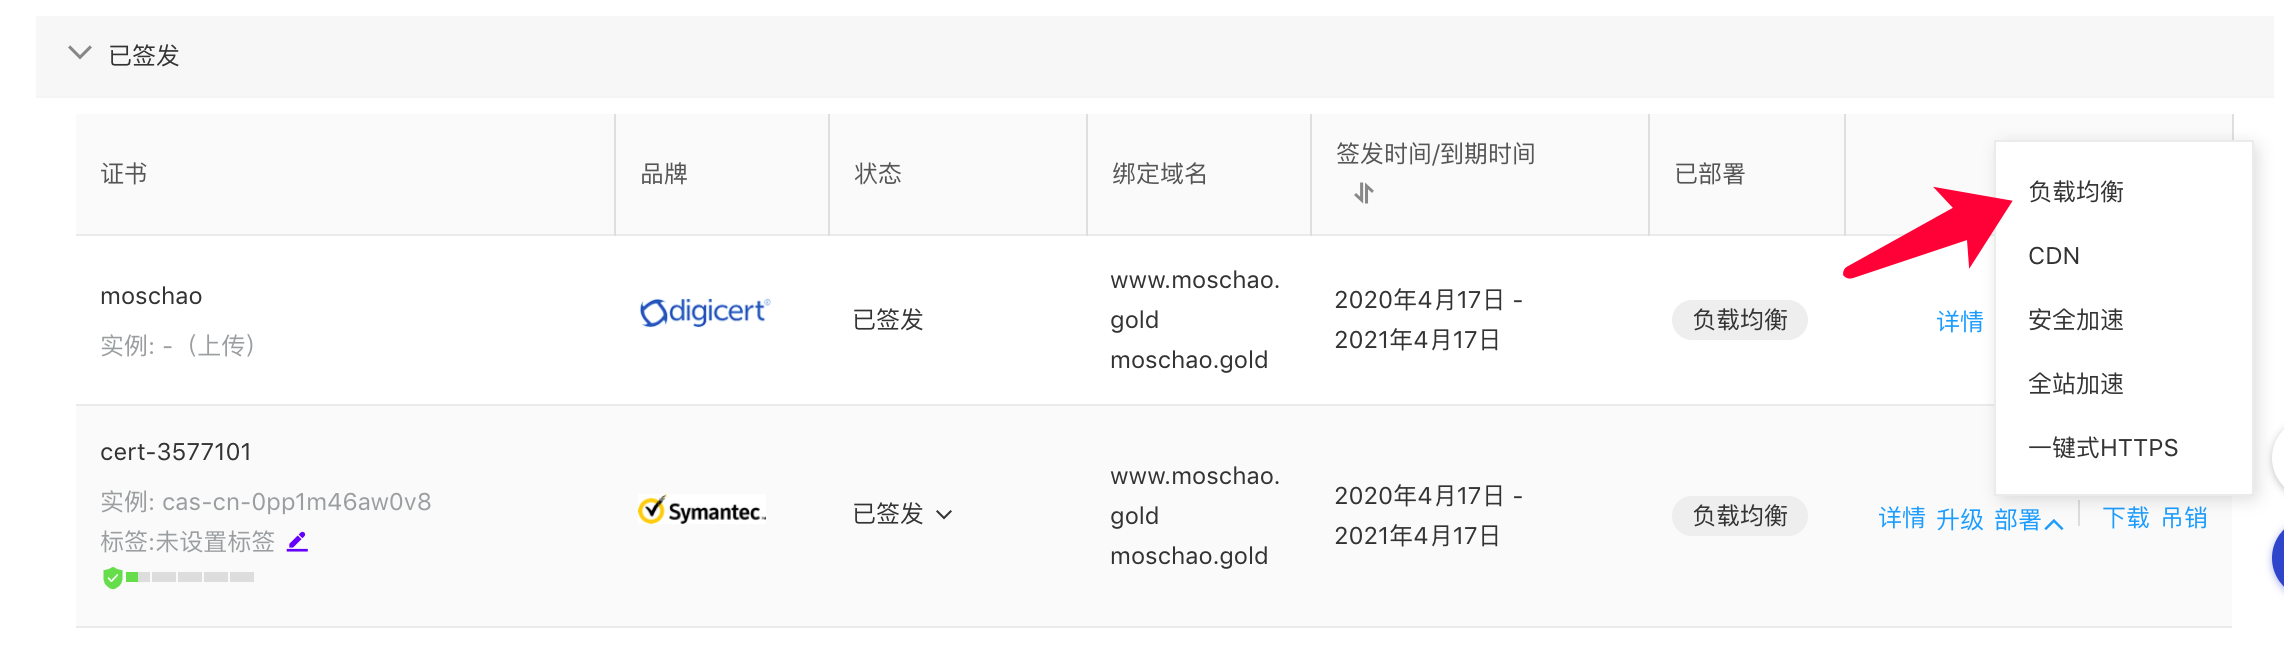 已签发
证书
品牌
状态
绑定域名
签发时间/到期时间
已部署
负载均衡
CDN
安全加速
全站加速
一键式HTTPS
moschao
实例: -（上传）
digicert®
已签发
www.moschao.
gold
moschao.gold
2020年4月17日 -
2021年4月17日
负载均衡
详情
cert-3577101
实例: cas-cn-0pp1m46aw0v8
标签:未设置标签
Symantec™
已签发
www.moschao.
gold
moschao.gold
2020年4月17日 -
2021年4月17日
负载均衡
详情 升级 部署 下载 吊销